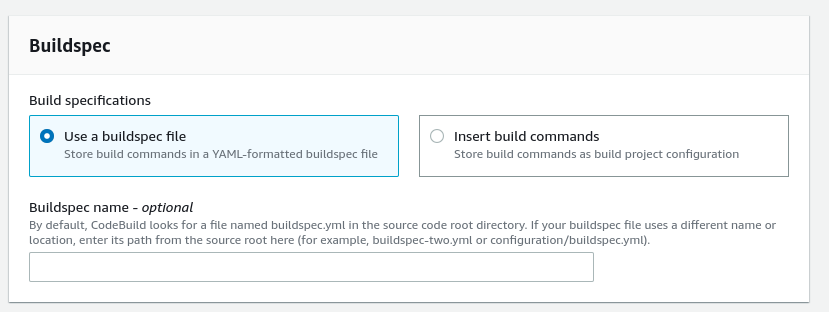 Buildspec
Build specifications
Use a buildspec file
Store build commands in a YAML-formatted buildspec file
Insert build commands
Store build commands as build project configuration
Buildspec name - optional
By default, CodeBuild looks for a file named buildspec.yml in the source code root directory. If your buildspec file uses a different name or
location, enter its path from the source root here (for example, buildspec-two.yml or configuration/buildspec.yml).